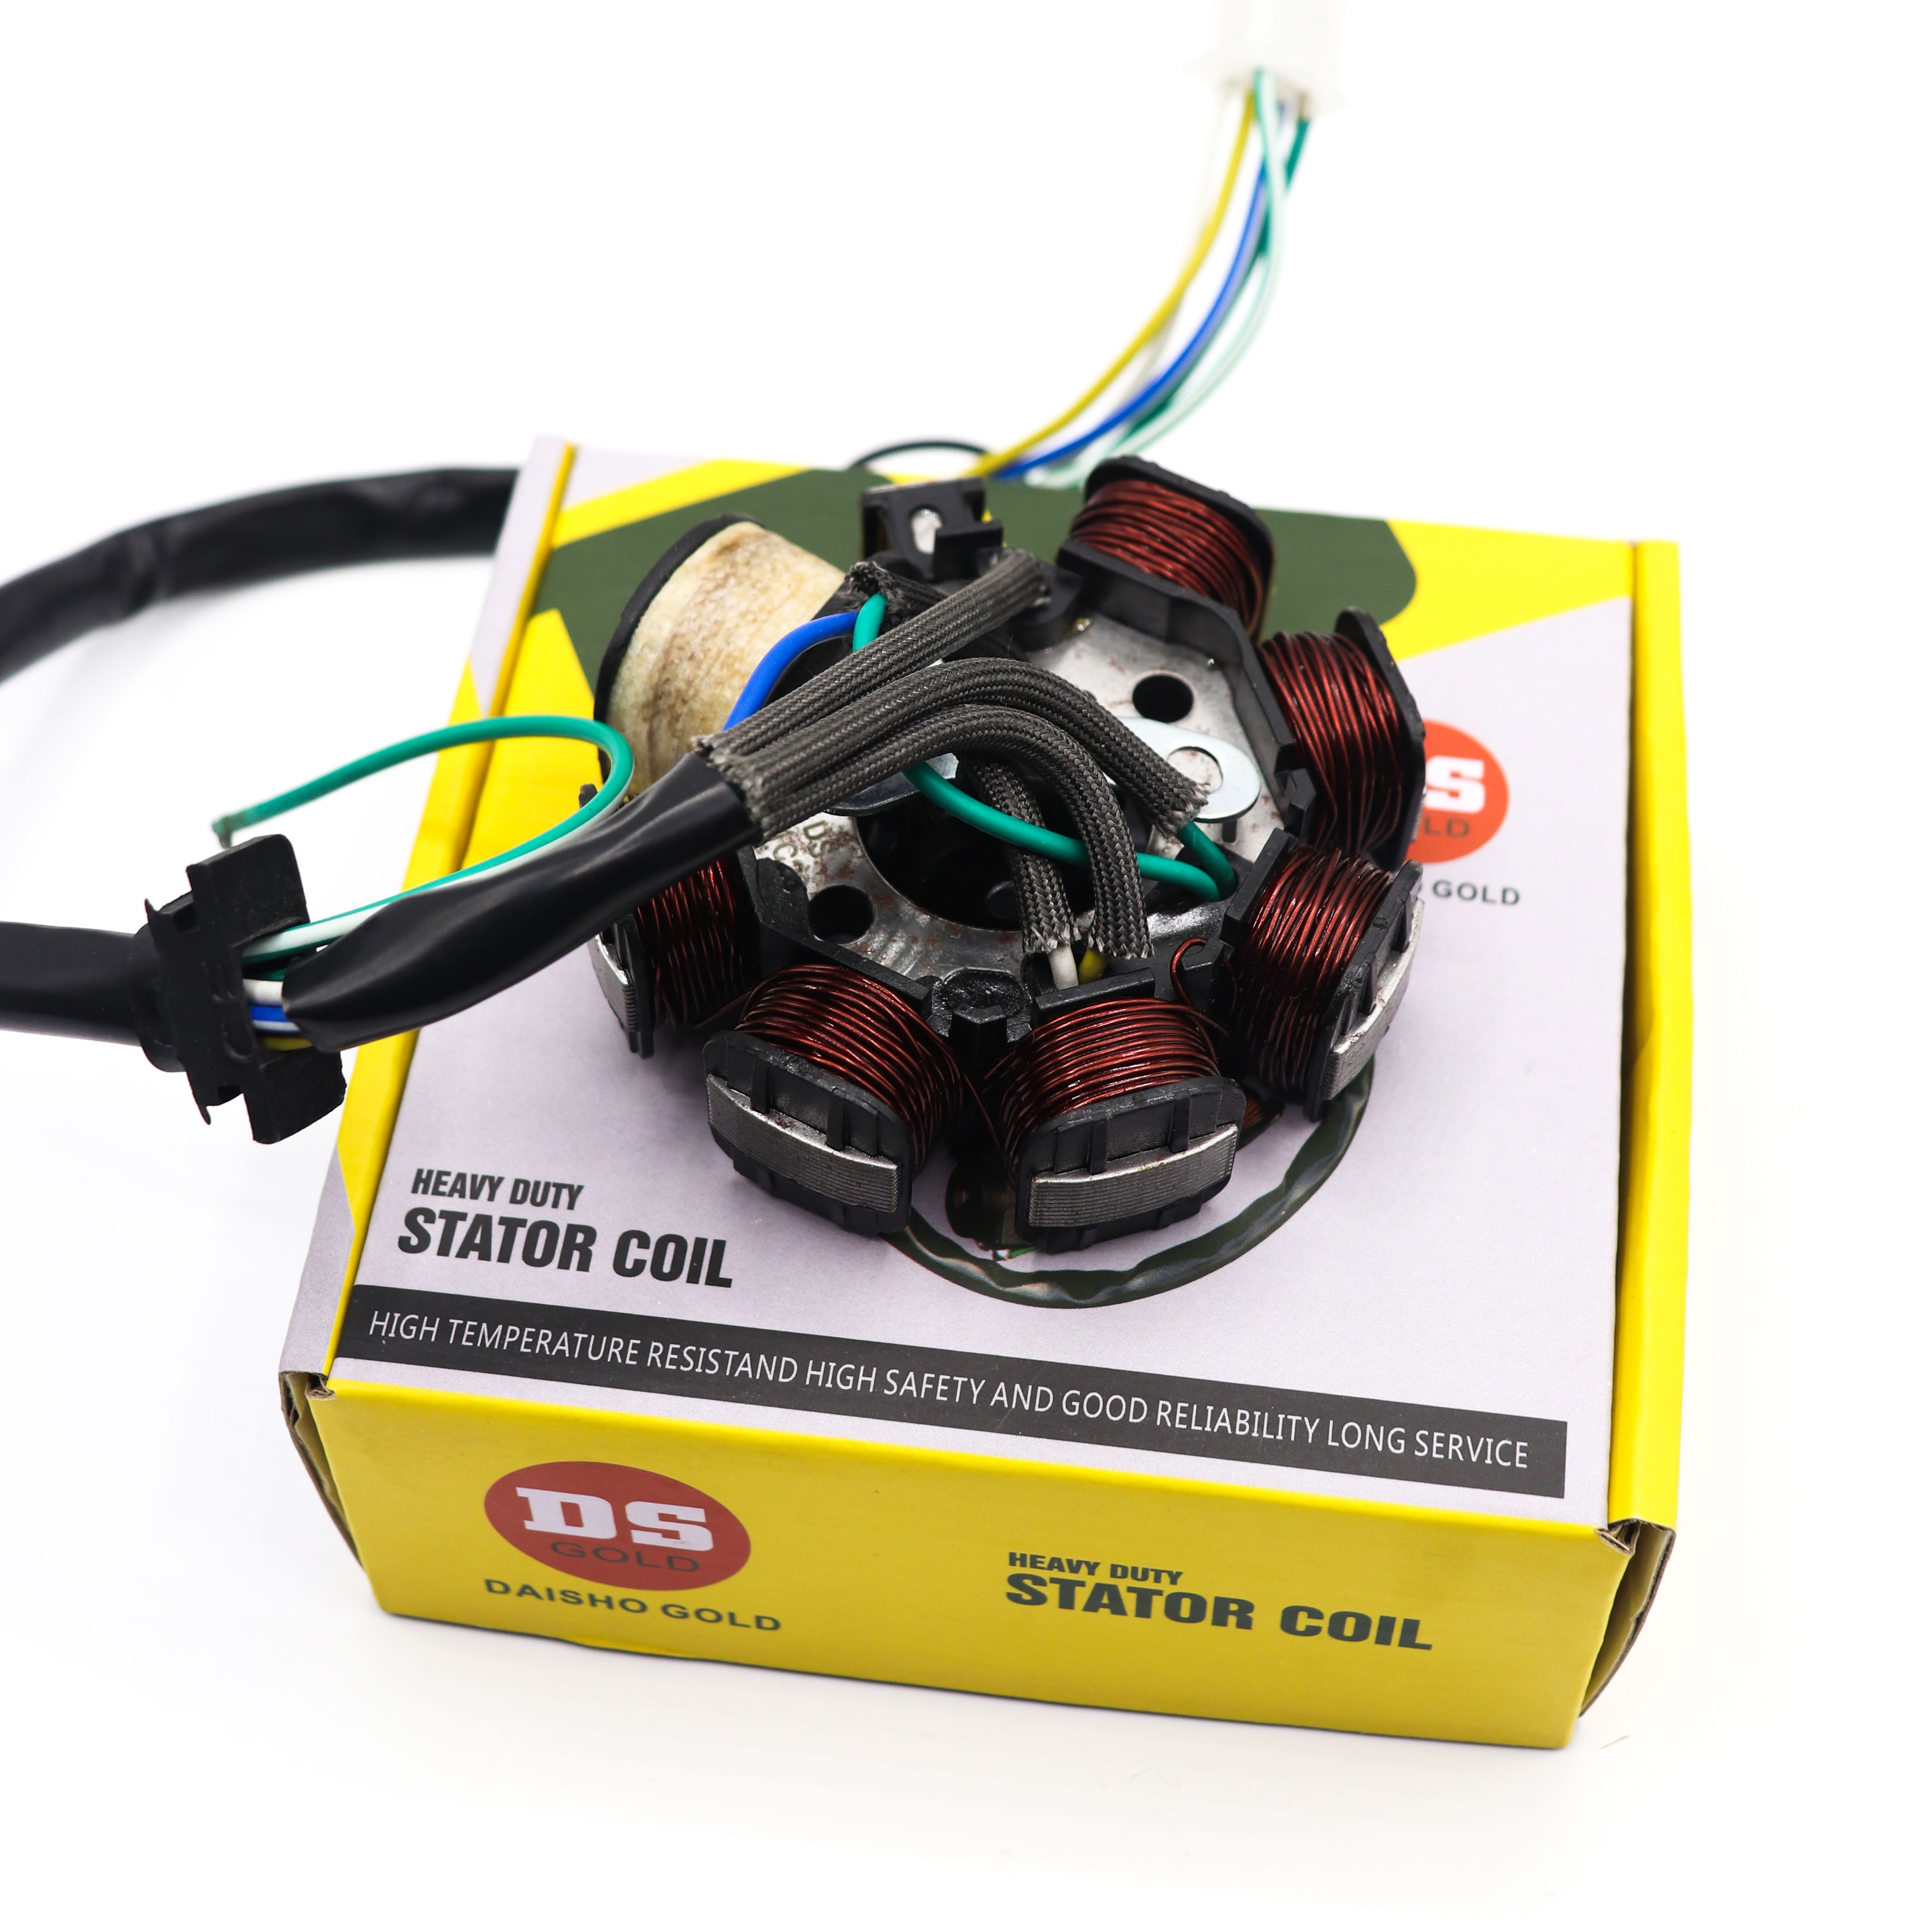 DS
C
S
LD
GOLD
HEAVY DUTY
STATOR COIL
HIGH TEMPERATURE RESISTAND HIGH SAFETY AND GOOD RELIABILITY LONG SERVICE
DS
GOLD
DAISHO GOLD
HEAVY DUTY
STATOR COIL